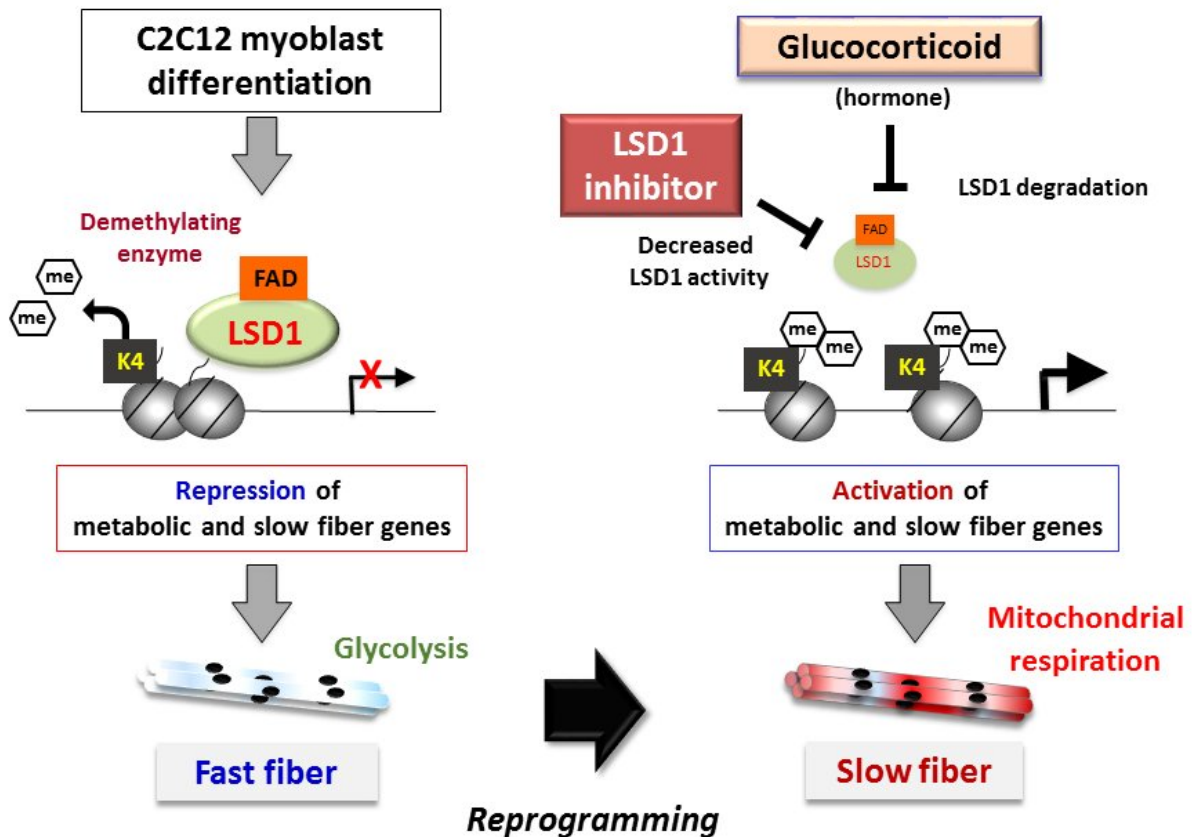 C2C12 myoblast
differentiation
Demethylating
enzyme
me
me
FAD
LSD1
K4
X
Repression of
metabolic and slow fiber genes
Glycolysis
Fast fiber
Reprogramming
Glucocorticoid
(hormone)
LSD1
inhibitor
LSD1 degradation
Decreased
LSD1 activity
FAD
LSD1
me
me
K4
me
me
K4
Activation of
metabolic and slow fiber genes
Mitochondrial
respiration
Slow fiber